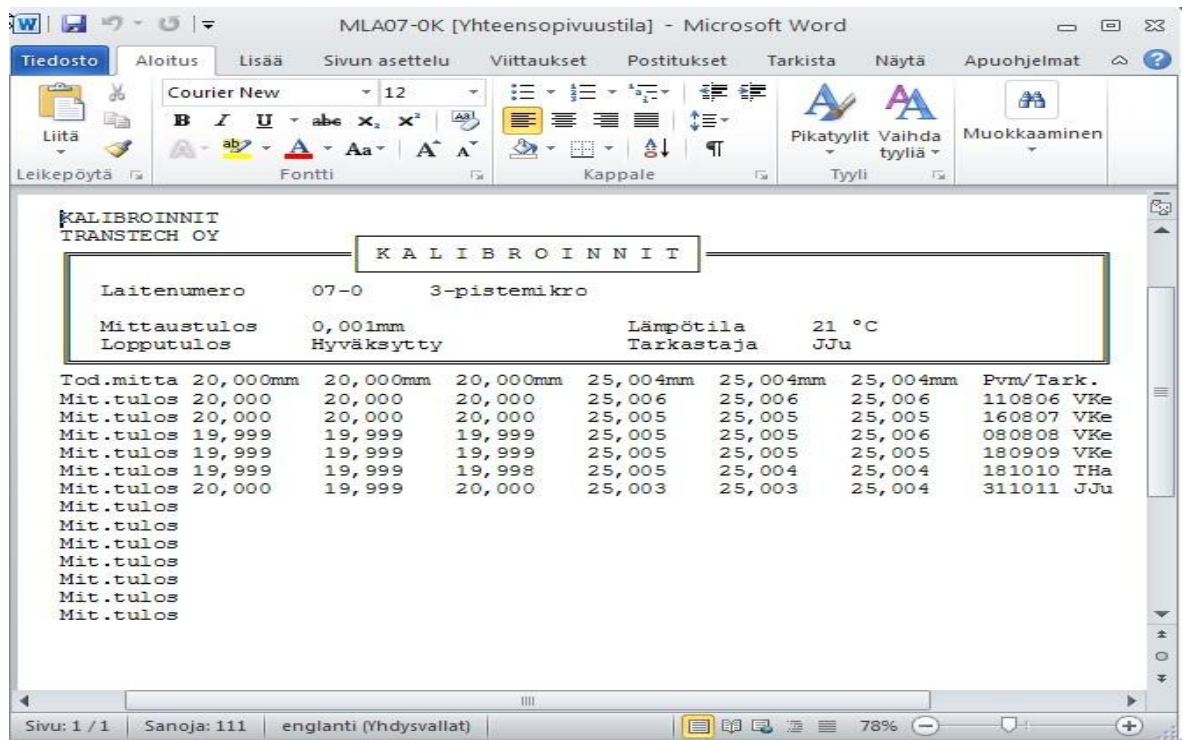 MLA07-0K [Yhteensopivuustila] - Microsoft Word
Tiedosto Aloitus Lisää Sivun asettelu Viittaukset Postitukset Tarkista Näytä Apuohjelmat
Courier New 12
Liitä
Pikatyylit Vaihda tyyliä
Muokkaaminen
Leikepöytä Fontti Kappale Tyyli
KALIBROINNIT
TRANSTECH OY
K A L I B R O I N N I T
Laitenumero 07-0 3-pistemikro
Mittaustulos 0,001mm Lämpötila 21 °C
Lopputulos Hyväksytty Tarkastaja JJu
Tod.mitta 20,000mm 20,000mm 20,000mm 25,004mm 25,004mm 25,004mm Pvm/Tark.
Mit.tulos 20,000 20,000 20,000 25,006 25,006 25,006 110806 VKe
Mit.tulos 20,000 20,000 20,000 25,005 25,005 25,005 160807 VKe
Mit.tulos 19,999 19,999 19,999 25,005 25,005 25,006 080808 VKe
Mit.tulos 19,999 19,999 19,999 25,005 25,005 25,005 180909 VKe
Mit.tulos 19,999 19,999 19,998 25,005 25,004 25,004 181010 THa
Mit.tulos 20,000 19,999 20,000 25,003 25,003 25,004 311011 JJu
Mit.tulos
Mit.tulos
Mit.tulos
Mit.tulos
Mit.tulos
Mit.tulos
Mit.tulos
Sivu: 1 / 1 Sanoja: 111 englanti (Yhdysvallat) 78%